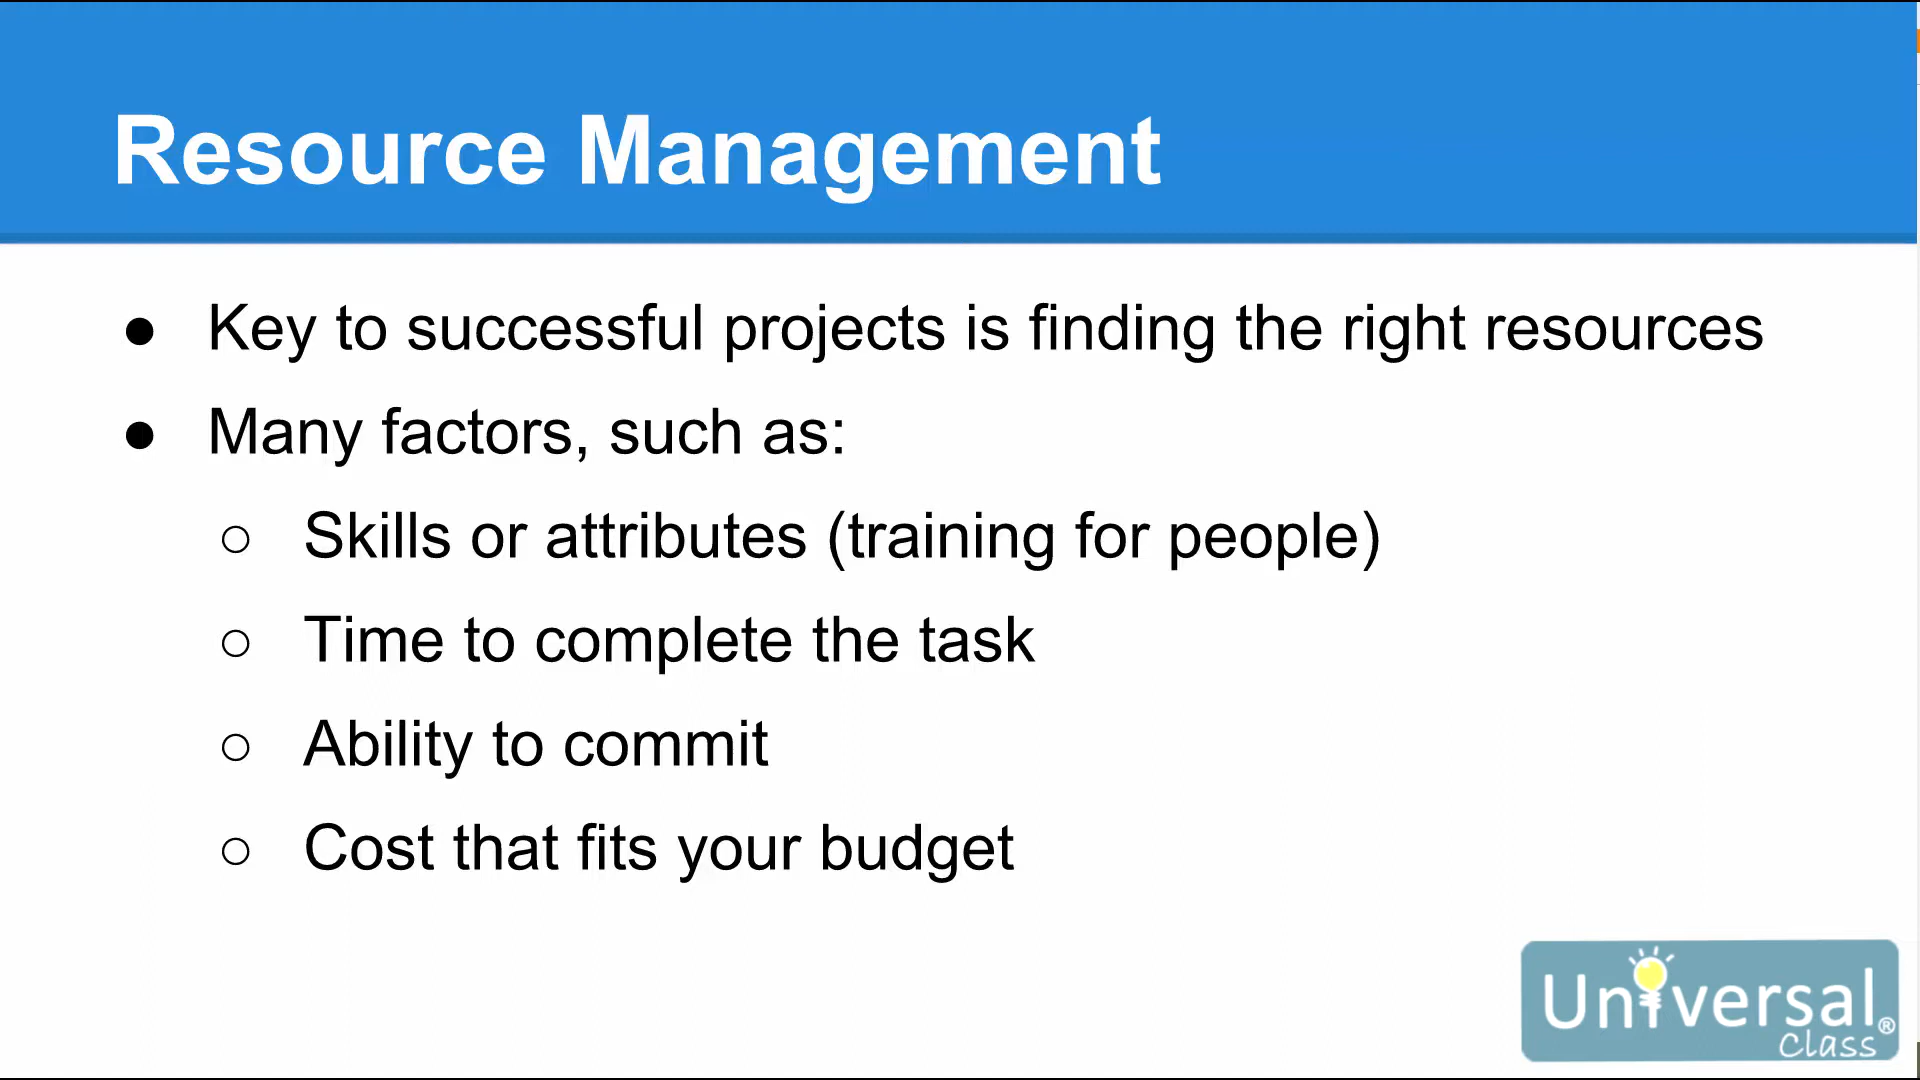 Resource Management
● Key to successful projects is finding the right resources
● Many factors, such as:
○ Skills or attributes (training for people)
○ Time to complete the task
○ Ability to commit
○ Cost that fits your budget
Universal®
Class